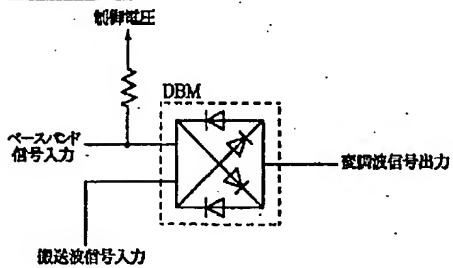 制御電圧
DBM
ベースバンド
信号入力
変調波信号出力
搬送波信号入力